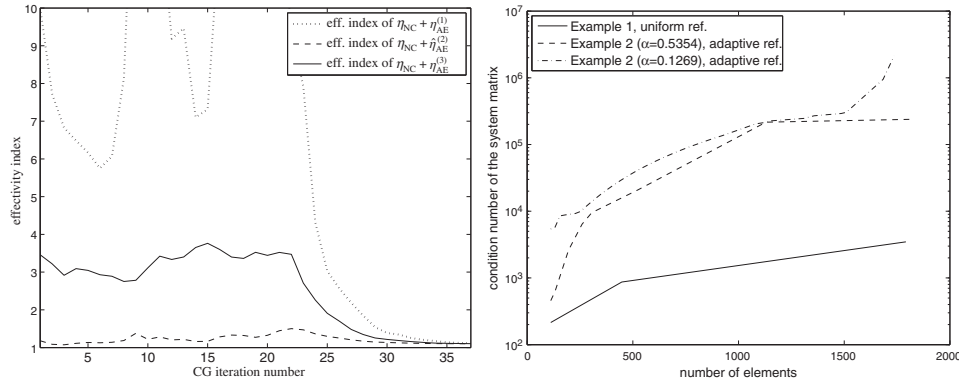 10
9
8
7
6
5
4
3
2
1
5
10
15
20
25
30
35
CG iteration number
effectivity index
eff. index of η_NC + η_AE^(1)
eff. index of η_NC + η̂_AE^(2)
eff. index of η_NC + η_AE^(3)
10^7
10^6
10^5
10^4
10^3
10^2
0
500
1000
1500
2000
number of elements
condition number of the system matrix
Example 1, uniform ref.
Example 2 (α=0.5354), adaptive ref.
Example 2 (α=0.1269), adaptive ref.